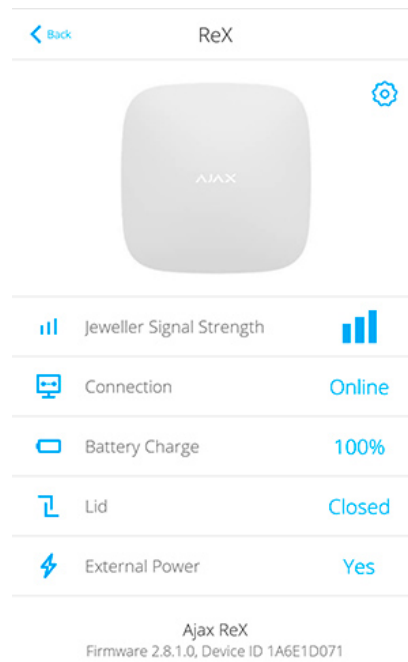 Back
ReX
AJAX
Jeweller Signal Strength
Connection Online
Battery Charge 100%
Lid Closed
External Power Yes
Ajax ReX
Firmware 2.8.1.0, Device ID 1A6E1D071